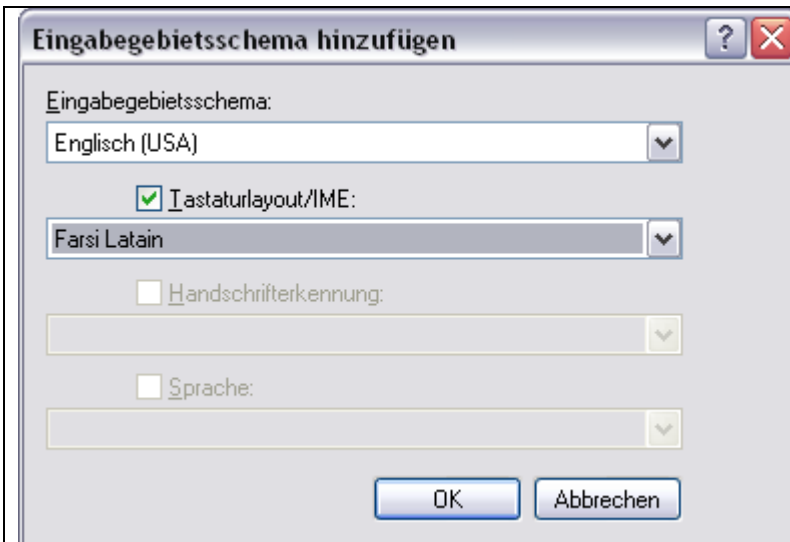 Eingabegebietsschema hinzufügen
Eingabegebietsschema:
Englisch (USA)
Tastaturlayout/IME:
Farsi Latain
Handschrifterkennung:
Sprache:
OK Abbrechen